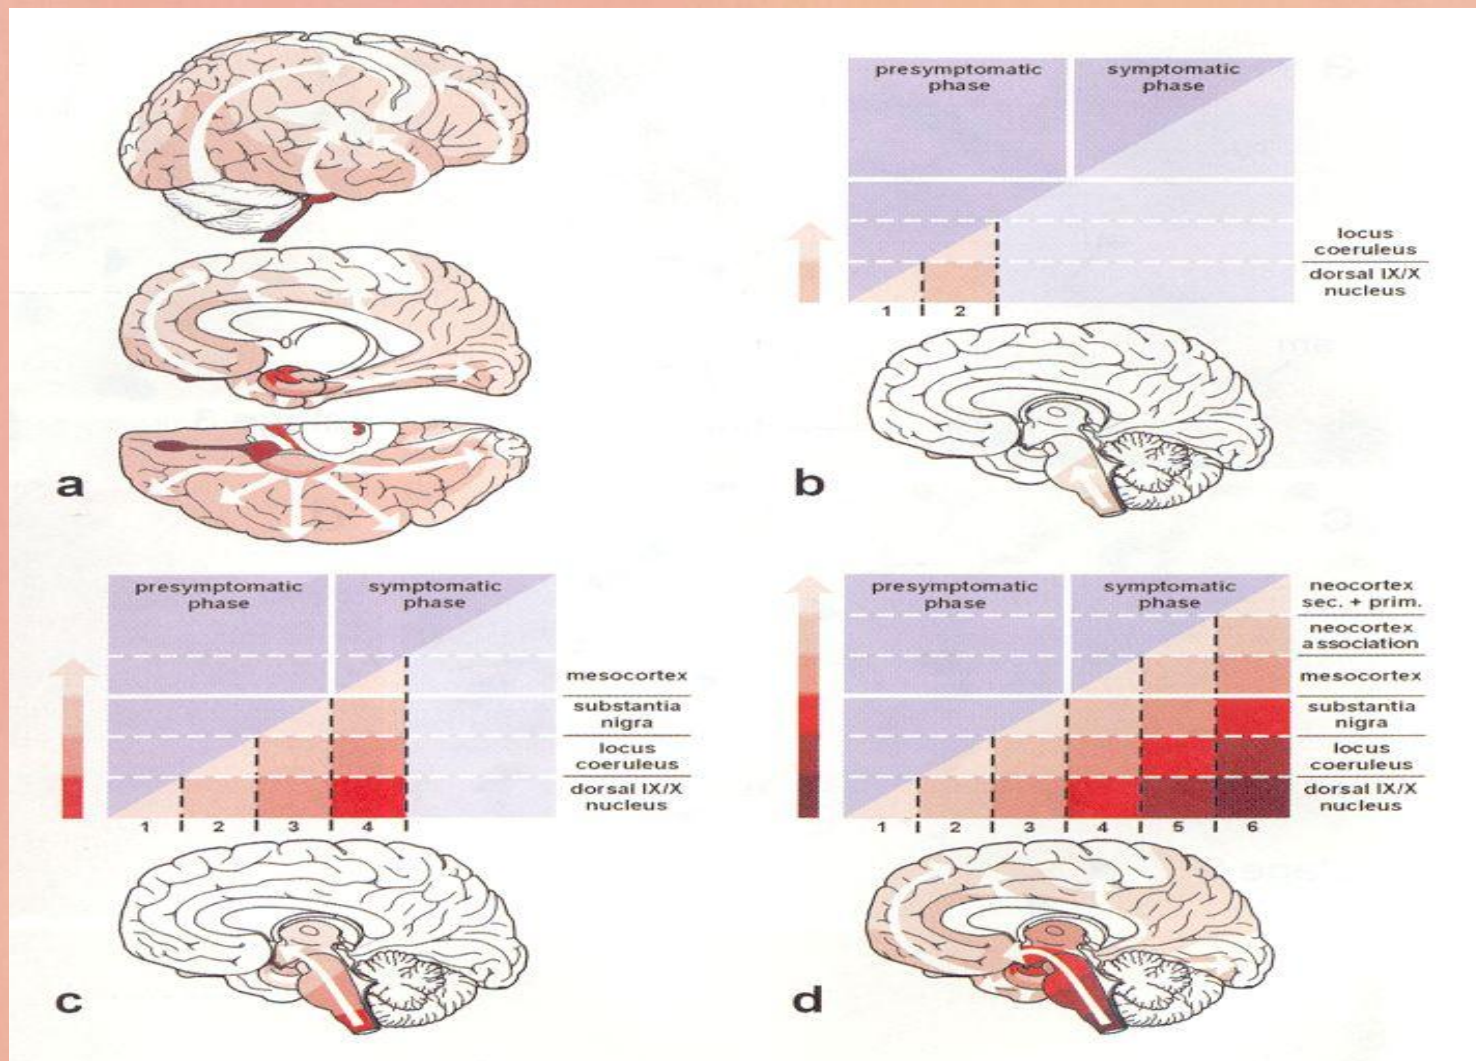 a
presymptomatic
phase
symptomatic
phase
locus
coeruleus
dorsal IX/X
nucleus
1
2
b
presymptomatic
phase
symptomatic
phase
mesocortex
substantia
nigra
locus
coeruleus
dorsal IX/X
nucleus
1
2
3
4
c
presymptomatic
phase
symptomatic
phase
neocortex
sec. + prim.
neocortex
association
mesocortex
substantia
nigra
locus
coeruleus
dorsal IX/X
nucleus
1
2
3
4
5
6
d